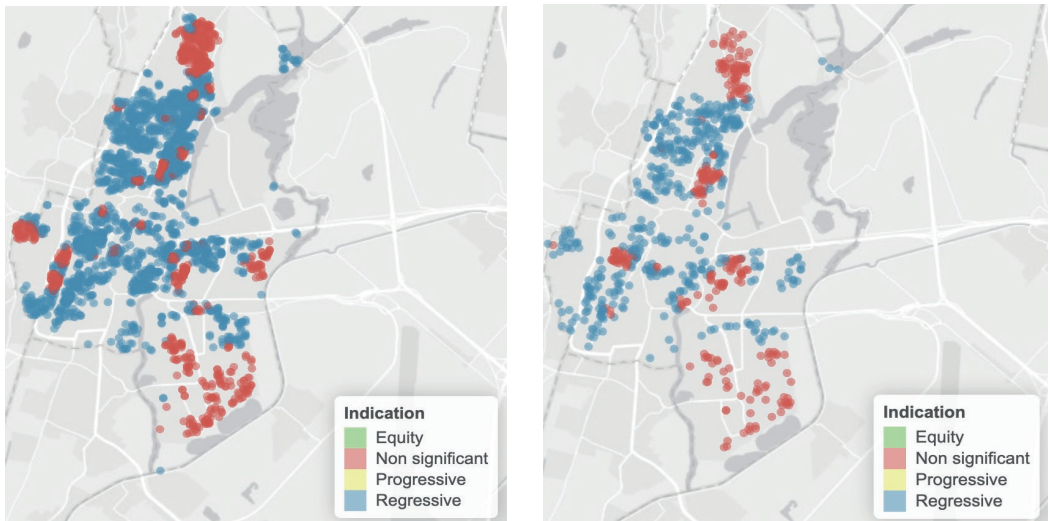 Indication
Equity
Non significant
Progressive
Regressive
Indication
Equity
Non significant
Progressive
Regressive